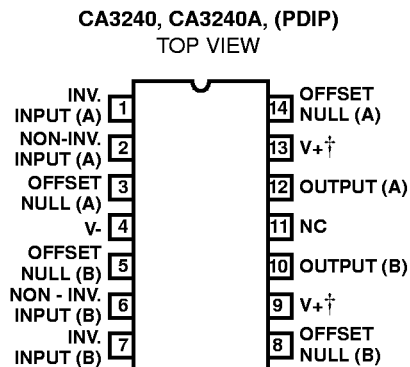 CA3240, CA3240A, (PDIP)
TOP VIEW
INV.
INPUT (A)
1
NON-INV.
INPUT (A)
2
OFFSET
NULL (A)
3
V-
4
OFFSET
NULL (B)
5
NON - INV.
INPUT (B)
6
INV.
INPUT (B)
7
14
OFFSET
NULL (A)
13
V+†
12
OUTPUT (A)
11
NC
10
OUTPUT (B)
9
V+†
8
OFFSET
NULL (B)